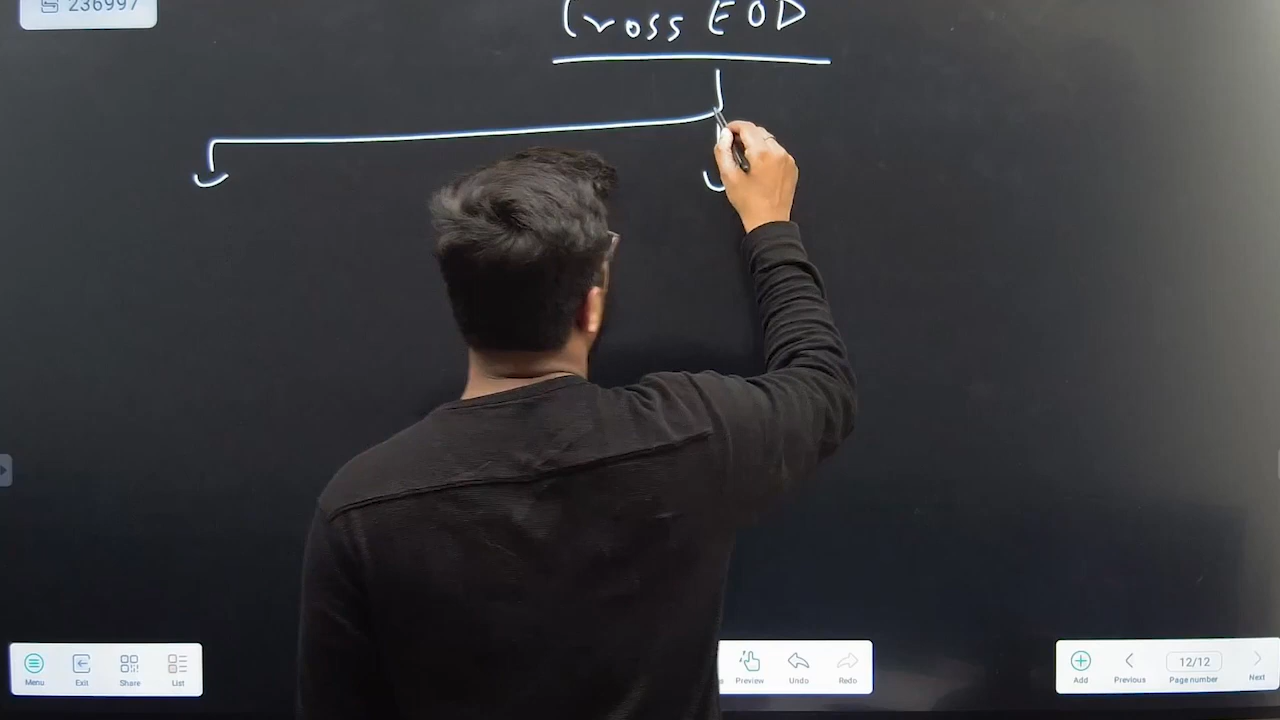 236997
Cross EOD
Menu
Exit
Share
List
Preview
Undo
Redo
Add
Previous
12/12
Page number
Next